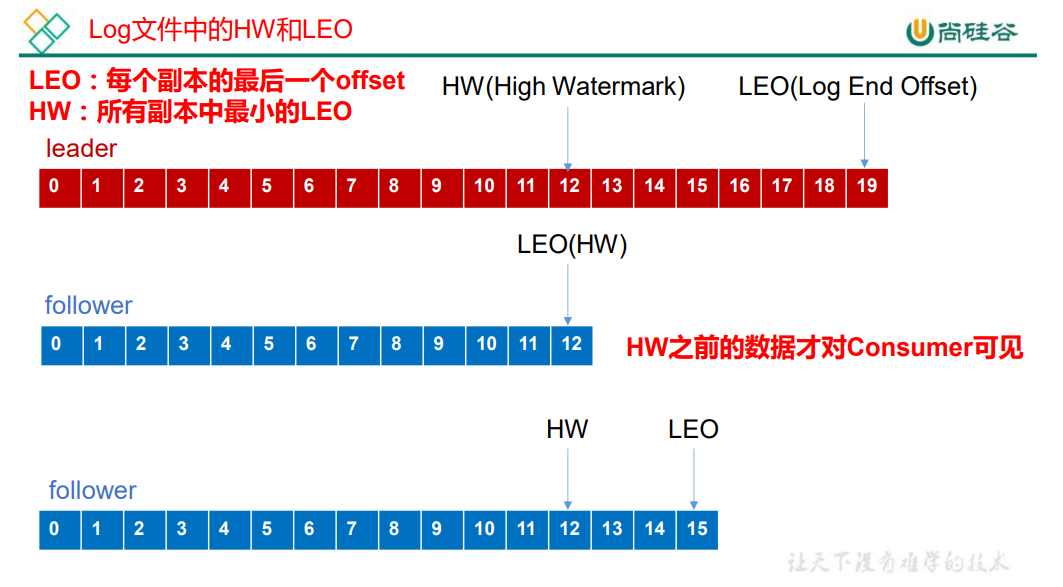 Log文件中的HW和LEO
尚硅谷
LEO：每个副本的最后一个offset
HW：所有副本中最小的LEO
HW(High Watermark)
LEO(Log End Offset)
leader
0 1 2 3 4 5 6 7 8 9 10 11 12 13 14 15 16 17 18 19
LEO(HW)
follower
0 1 2 3 4 5 6 7 8 9 10 11 12
HW之前的数据才对Consumer可见
HW
LEO
follower
0 1 2 3 4 5 6 7 8 9 10 11 12 13 14 15
让天下没有难学的技术